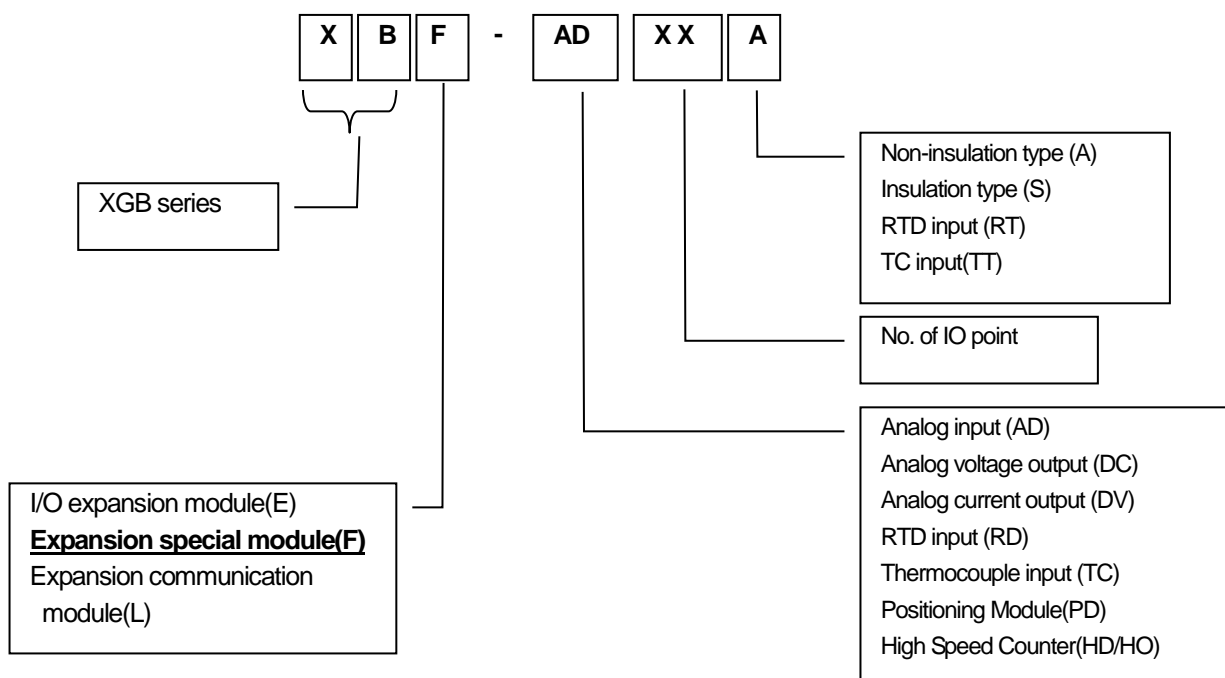 X B F - AD X X A
Non-insulation type (A)
Insulation type (S)
RTD input (RT)
TC input(TT)
XGB series
No. of IO point
Analog input (AD)
Analog voltage output (DC)
Analog current output (DV)
RTD input (RD)
Thermocouple input (TC)
Positioning Module(PD)
High Speed Counter(HD/HO)
I/O expansion module(E)
Expansion special module(F)
Expansion communication
module(L)